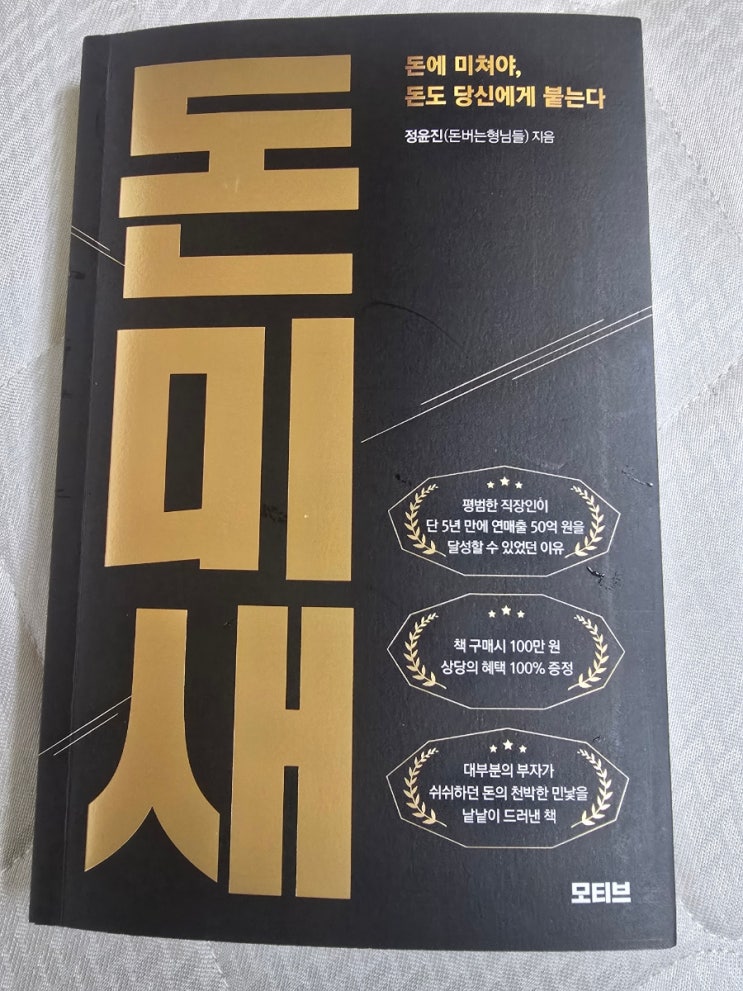 돈미새
돈에 미쳐야,
돈도 당신에게 붙는다
정윤진(돈버는형님들) 지음
평범한 직장인이
단 5년 만에 연매출 50억 원을
달성할 수 있었던 이유
책 구매시 100만 원
상당의 혜택 100% 증정
대부분의 부자가
쉬쉬하던 돈의 천박한 민낯을
낱낱이 드러낸 책
모티브